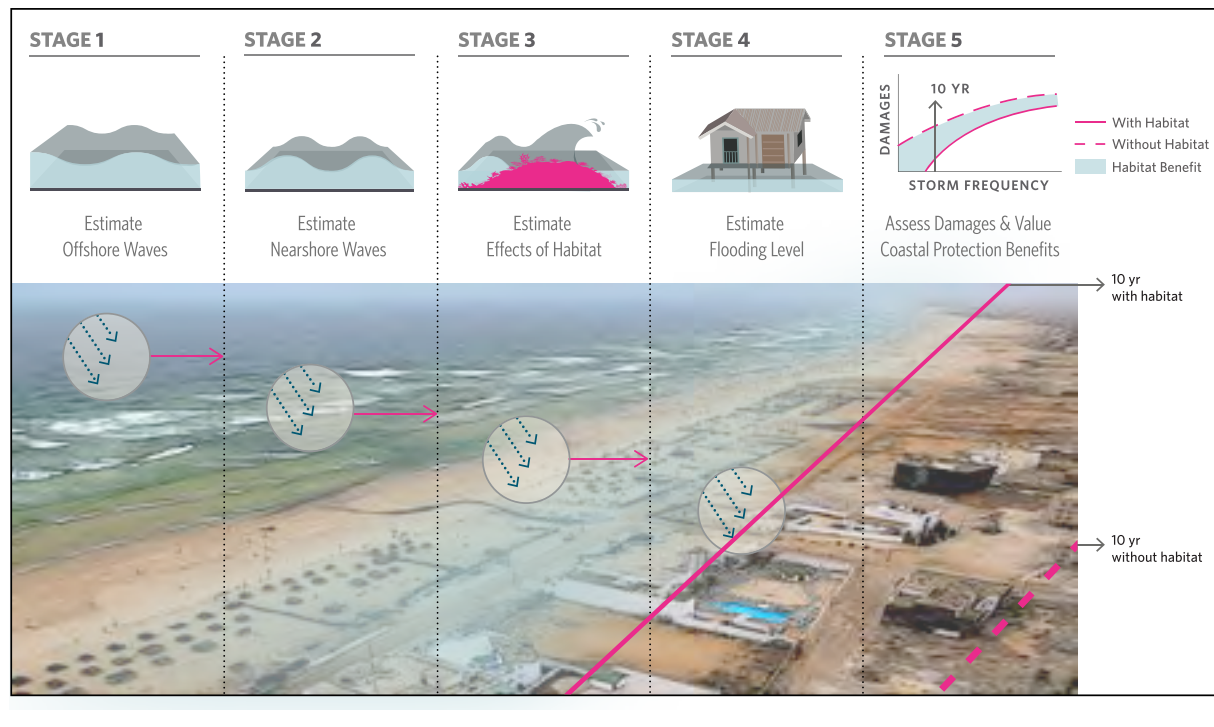 STAGE 1
STAGE 2
STAGE 3
STAGE 4
STAGE 5
DAMAGES
10 YR
STORM FREQUENCY
With Habitat
Without Habitat
Habitat Benefit
Estimate
Offshore Waves
Estimate
Nearshore Waves
Estimate
Effects of Habitat
Estimate
Flooding Level
Assess Damages & Value
Coastal Protection Benefits
10 yr
with habitat
10 yr
without habitat